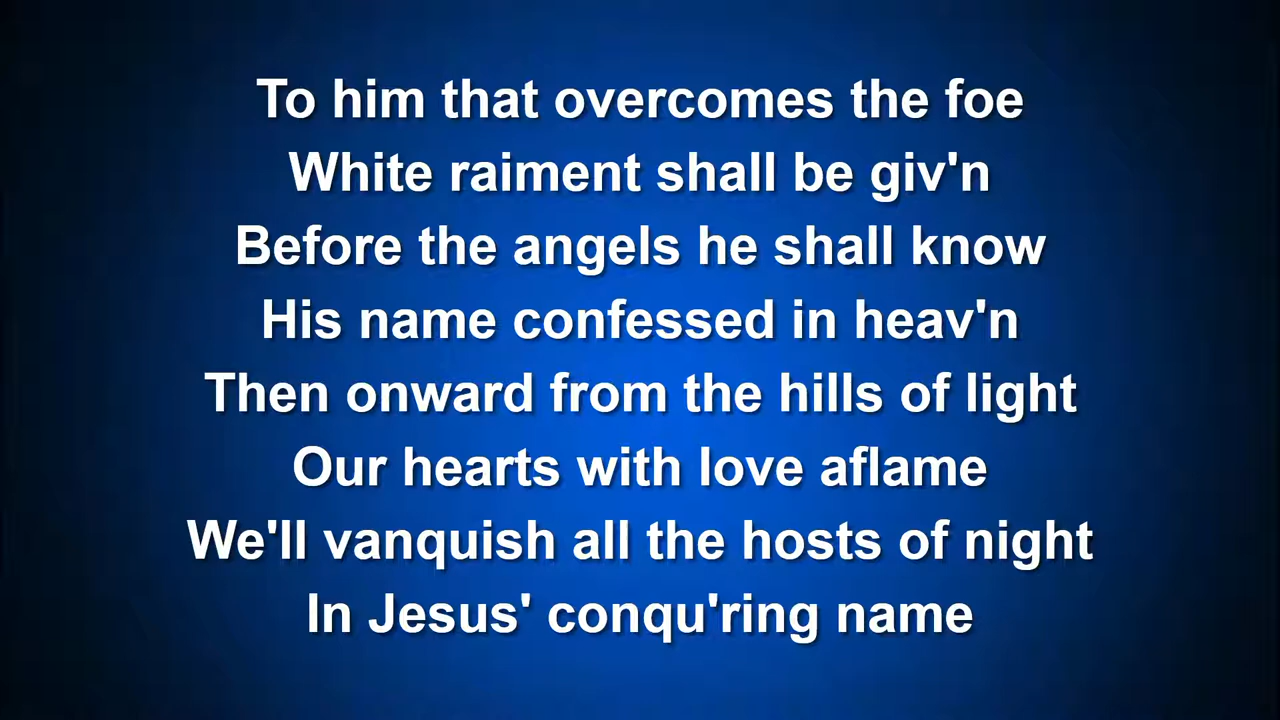 To him that overcomes the foe
White raiment shall be giv'n
Before the angels he shall know
His name confessed in heav'n
Then onward from the hills of light
Our hearts with love aflame
We'll vanquish all the hosts of night
In Jesus' conqu'ring name